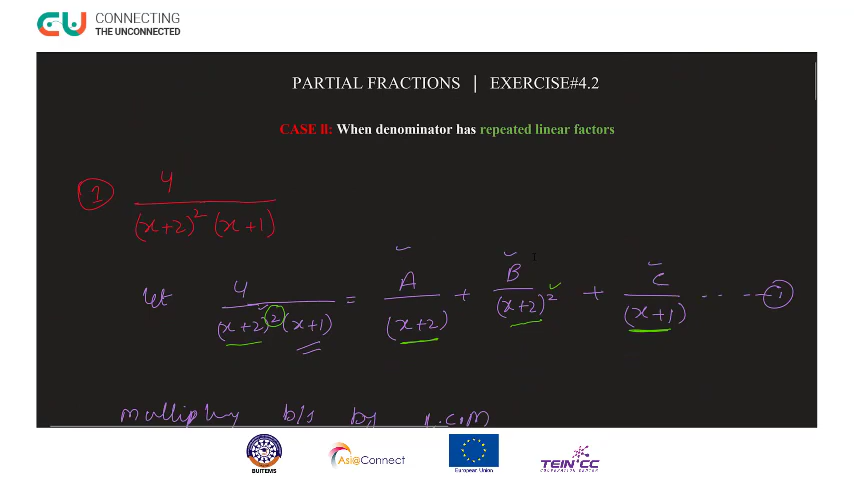 CONNECTING
THE UNCONNECTED
PARTIAL FRACTIONS | EXERCISE#4.2
CASE II: When denominator has repeated linear factors
① 4 / (x+2)² (x+1)
let 4 / (x+2)² (x+1) = A / (x+2) + B / (x+2)² + C / (x+1) ... --- ①
multiply b/s by L.C.M
BUITEMS
Asi@Connect
European Union
TEIN*CC
COOPERATION CENTER